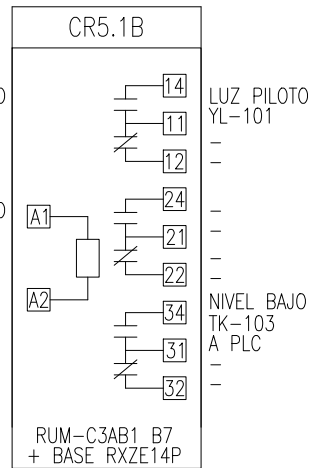 CR5.1B
14
O
LUZ PILOTO
YL-101
11
12
–
–
24
–
O
A1
21
–
22
–
–
A2
34
NIVEL BAJO
TK-103
A PLC
31
–
32
–
RUM-C3AB1 B7
+ BASE RXZE14P